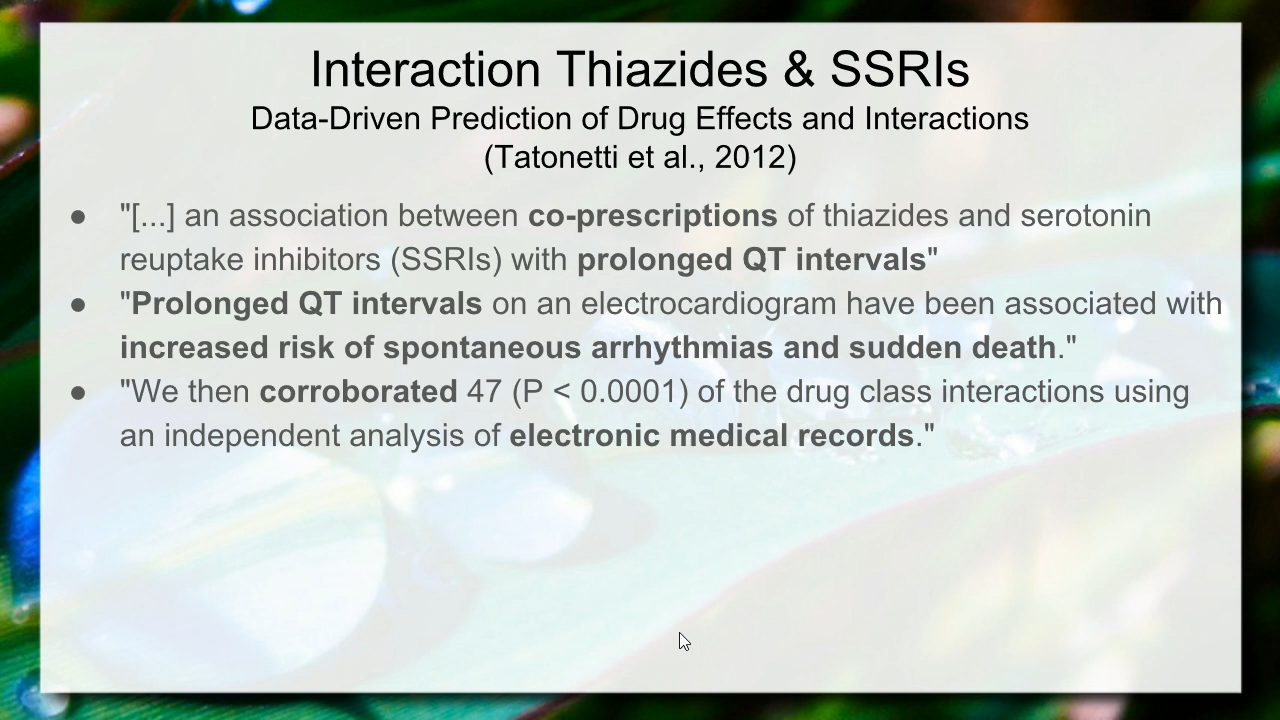 Interaction Thiazides & SSRIs
Data-Driven Prediction of Drug Effects and Interactions
(Tatonetti et al., 2012)
● "[...] an association between co-prescriptions of thiazides and serotonin
reuptake inhibitors (SSRIs) with prolonged QT intervals"
● "Prolonged QT intervals on an electrocardiogram have been associated with
increased risk of spontaneous arrhythmias and sudden death."
● "We then corroborated 47 (P < 0.0001) of the drug class interactions using
an independent analysis of electronic medical records."